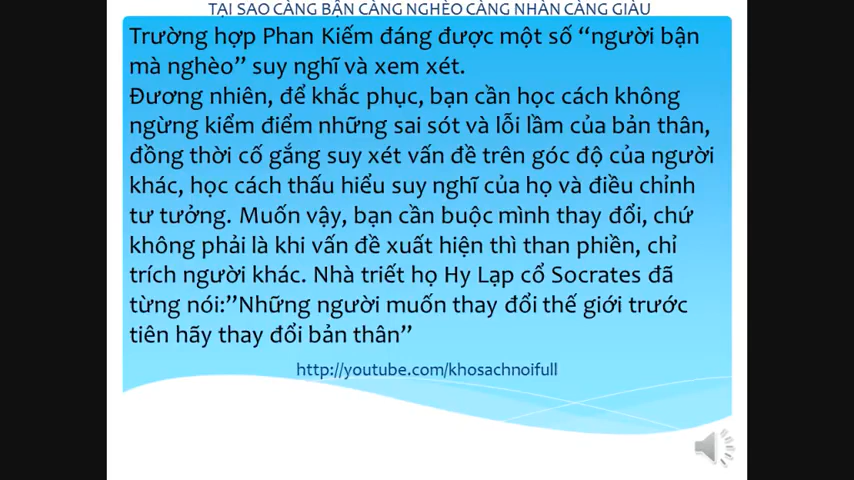 TẠI SAO CÀNG BẬN CÀNG NGHÈO CÀNG NHÀN CÀNG GIÀU
Trường hợp Phan Kiếm đáng được một số “người bận
mà nghèo” suy nghĩ và xem xét.
Đương nhiên, để khắc phục, bạn cần học cách không
ngừng kiểm điểm những sai sót và lỗi lầm của bản thân,
đồng thời cố gắng suy xét vấn đề trên góc độ của người
khác, học cách thấu hiểu suy nghĩ của họ và điều chỉnh
tư tưởng. Muốn vậy, bạn cần buộc mình thay đổi, chứ
không phải là khi vấn đề xuất hiện thì than phiền, chỉ
trích người khác. Nhà triết họ Hy Lạp cổ Socrates đã
từng nói:”Những người muốn thay đổi thế giới trước
tiên hãy thay đổi bản thân”
http://youtube.com/khosachnoifull